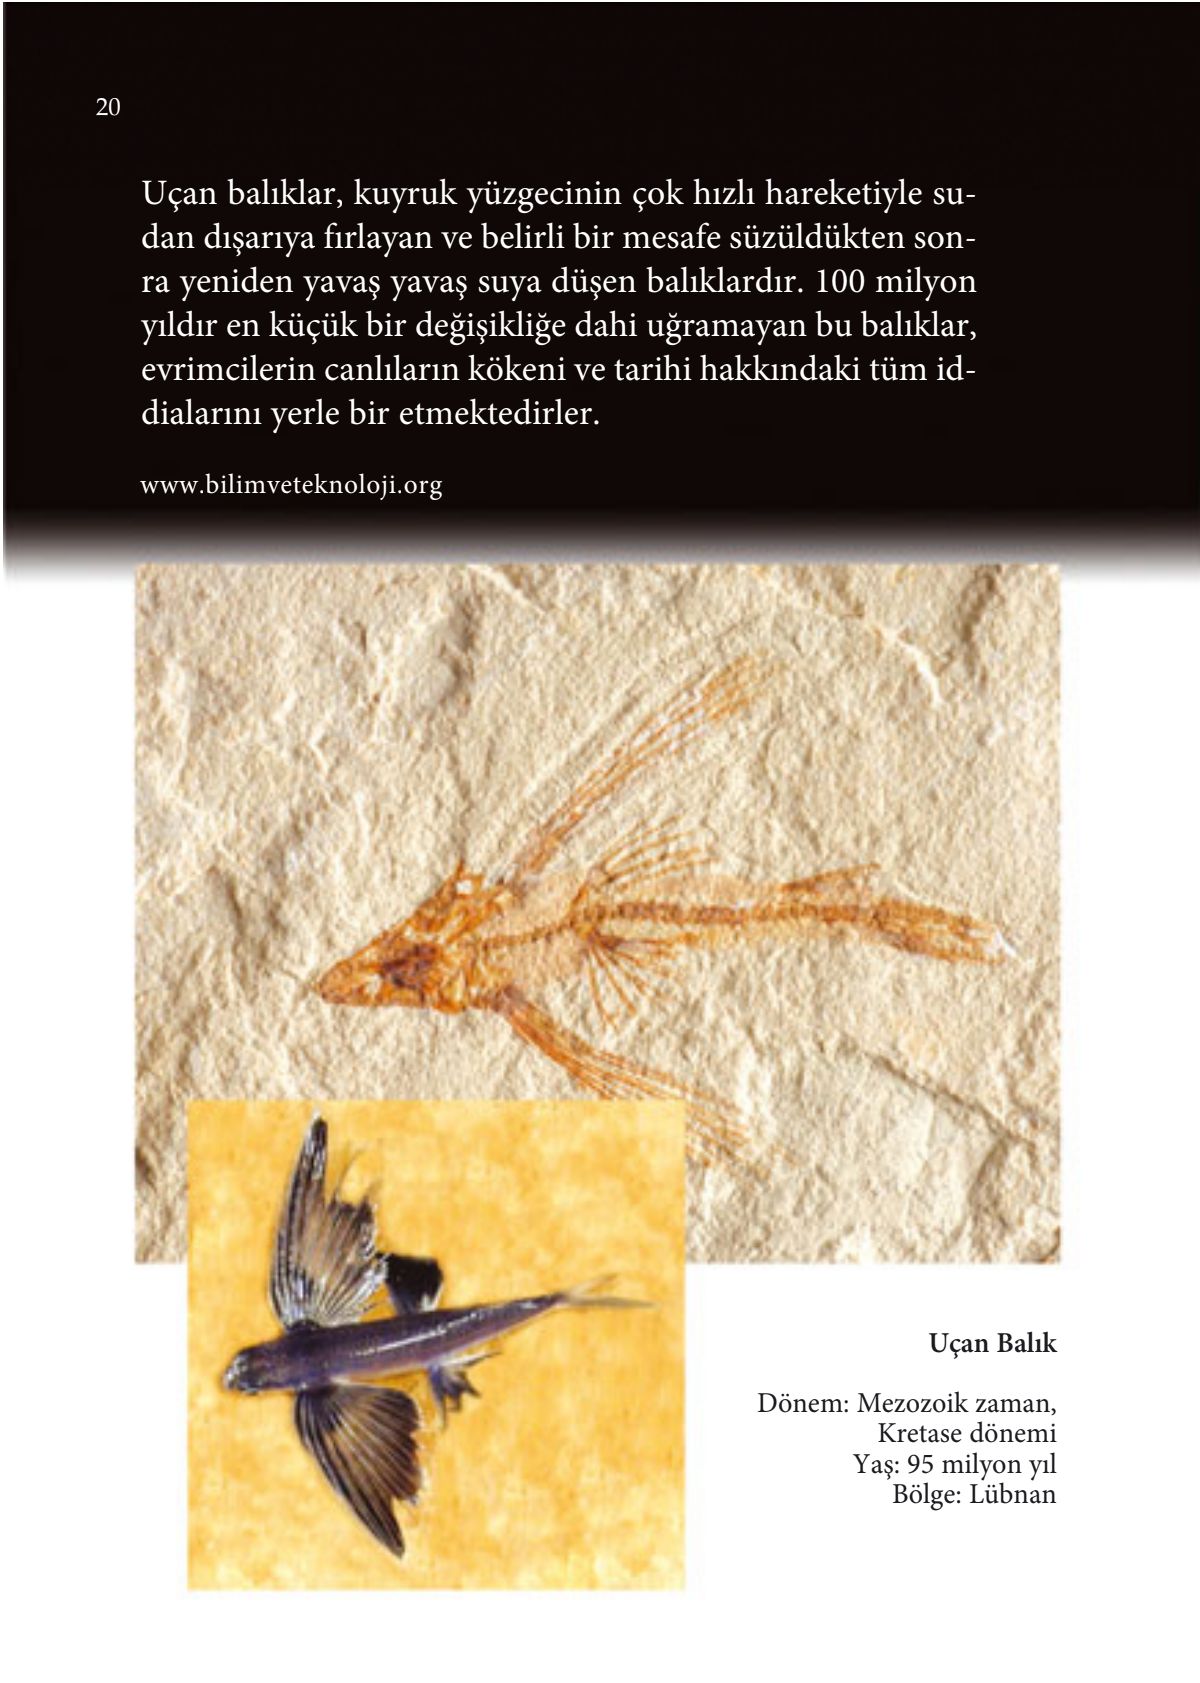 20
Uçan balıklar, kuyruk yüzgecinin çok hızlı hareketiyle su-
dan dışarıya fırlayan ve belirli bir mesafe süzüldükten son-
ra yeniden yavaş yavaş suya düşen balıklardır. 100 milyon
yıldır en küçük bir değişikliğe dahi uğramayan bu balıklar,
evrimcilerin canlıların kökeni ve tarihi hakkındaki tüm id-
dialarını yerle bir etmektedirler.
www.bilimveteknoloji.org
Uçan Balık
Dönem: Mezozoik zaman,
Kretase dönemi
Yaş: 95 milyon yıl
Bölge: Lübnan